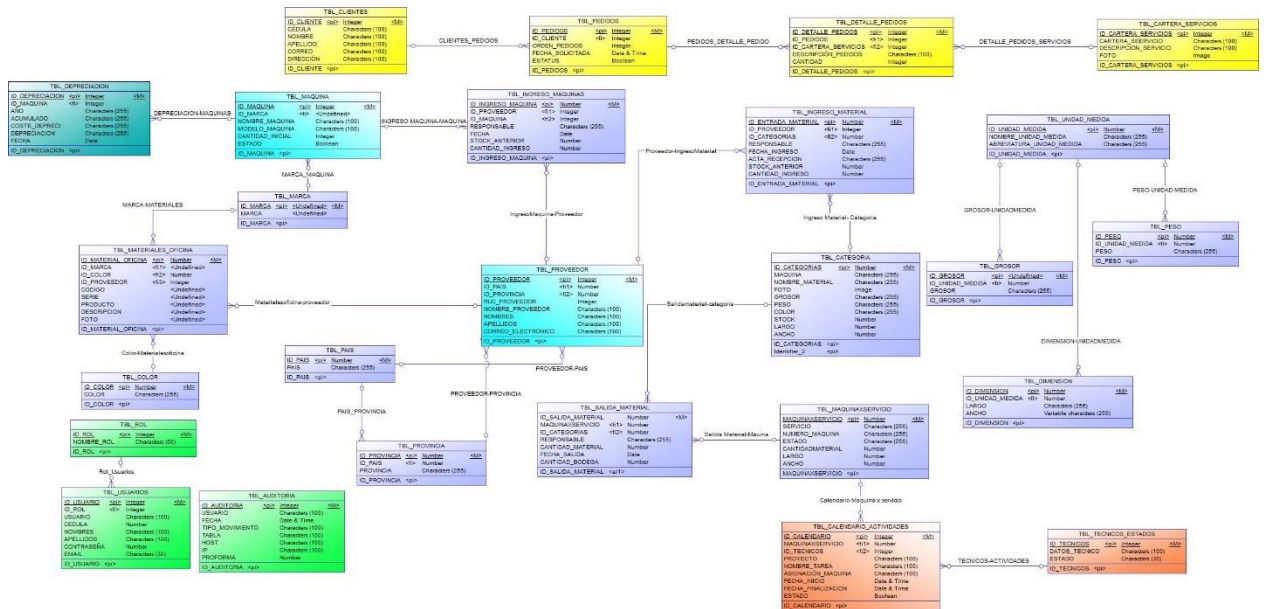 TBL_CLIENTES
ID_CLIENTE <pi> Integer <M>
CEDULA Characters (100)
NOMBRE Characters (100)
APELLIDO Characters (100)
CORREO Characters (100)
DIRECCIÓN Characters (100)
ID_CLIENTE <pi>
CLIENTES_PEDIDOS
TBL_PEDIDOS
ID_PEDIDOS <pi> Integer <M>
ID_CLIENTE <fi> Integer
ORDEN_PEDIDOS Integer
FECHA_SOLICITADA Date & Time
ESTATUS Boolean
ID_PEDIDOS <pi>
PEDIDOS_DETALLE_PEDIDO
TBL_DETALLE_PEDIDOS
ID_DETALLE_PEDIDOS <pi> Integer <M>
ID_PEDIDOS <fi1> Integer
ID_CARTERA_SERVICIOS <fi2> Integer
DESCRIPCIÓN_PEDIDOS Characters (100)
CANTIDAD Integer
ID_DETALLE_PEDIDOS <pi>
DETALLE_PEDIDOS_SERVICIOS
TBL_CARTERA_SERVICIOS
ID_CARTERA_SERVICIOS <pi> Integer <M>
CARTERA_SEERVICIO Characters (100)
DESCRIPCION_SERVICIO Characters (100)
FOTO Image
ID_CARTERA_SERVICIOS <pi>
TBL_DEPRECIACION
ID_DEPRECIACION <pi> Integer <M>
ID_MAQUINA <fi> Integer
AÑO Characters (255)
ACUMULADO Characters (255)
COSTE_DEPRECI Characters (255)
DEPRECIACION Characters (255)
FECHA Date
ID_DEPRECIACION <pi>
DEPRECIACION-MAQUINAS
TBL_MAQUINA
ID_MAQUINA <pi> Integer <M>
ID_MARCA <fi> <Undefined>
NOMBRE_MAQUINA Characters (100)
MODELO_MAQUINA Characters (100)
CANTIDAD_INICIAL Integer
ESTADO Boolean
ID_MAQUINA <pi>
INGRESO MAQUINA-MAQUINA
TBL_INGRESO_MAQUINAS
ID_INGRESO_MAQUINA <pi> Number <M>
ID_PROVEEDOR <fi1> Integer
ID_MAQUINA <fi2> Integer
RESPONSABLE Characters (255)
FECHA Date
STOCK_ANTERIOR Number
CANTIDAD_INGRESO Number
ID_INGRESO_MAQUINA <pi>
TBL_INGRESO_MATERIAL
ID_ENTRADA_MATERIAL <pi> Number <M>
ID_PROVEEDOR <fi1> Integer
ID_CATEGORIAS <fi2> Number
RESPONSABLE Characters (255)
FECHA_INGRESO Date
ACTA_RECEPCION Characters (255)
STOCK_ANTERIOR Number
CANTIDAD_INGRESO Number
ID_ENTRADA_MATERIAL <pi>
TBL_UNIDAD_MEDIDA
ID_UNIDAD_MEDIDA <pi> Number <M>
NOMBRE_UNIDAD_MEDIDA Characters (255)
ABREVIATURA_UNIDAD_MEDIDA Characters (255)
ID_UNIDAD_MEDIDA <pi>
Proveedor-IngresoMaterial
MARCA_MAQUINA
PESO-UNIDAD-MEDIDA
TBL_MARCA
ID_MARCA <pi> <Undefined> <M>
MARCA <Undefined>
ID_MARCA <pi>
MARCA-MATERIALES
IngresoMaquina-Proveedor
Ingreso Material- Categoria
GROSOR-UNIDADMEDIDA
TBL_PESO
ID_PESO <pi> Number <M>
ID_UNIDAD_MEDIDA <fi> Number
PESO Characters (255)
ID_PESO <pi>
TBL_MATERIALES_OFICINA
ID_MATERIAL_OFICINA <pi> Number <M>
ID_MARCA <fi1> <Undefined>
ID_COLOR <fi2> Number
ID_PROVEEDOR <fi3> Integer
CODIGO <Undefined>
SERIE <Undefined>
PRODUCTO <Undefined>
DESCRIPCION <Undefined>
FOTO <Undefined>
ID_MATERIAL_OFICINA <pi>
Materialesoficina-proveedor
TBL_PROVEEDOR
ID_PROVEEDOR <pi> Integer <M>
ID_PAIS <fi1> Number
ID_PROVINCIA <fi2> Number
RUC_PROVEEDOR Integer
NOMBRE_PROVEEDOR Characters (100)
NOMBRES Characters (100)
APELLIDOS Characters (100)
CORREO_ELECTRONICO Characters (100)
ID_PROVEEDOR <pi>
TBL_CATEGORIA
ID_CATEGORIAS <pi> Number <M>
MAQUINA Characters (255)
NOMBRE_MATERIAL Characters (255)
FOTO Image
GROSOR Characters (255)
PESO Characters (255)
COLOR Characters (255)
STOCK Number
LARGO Number
ANCHO Number
ID_CATEGORIAS <pi>
Identifier_2 <pi>
TBL_GROSOR
ID_GROSOR <pi> <Undefined> <M>
ID_UNIDAD_MEDIDA <fi> Number
GROSOR Characters (255)
ID_GROSOR <pi>
Salidamaterial-categoria
DIMENSION-UNIDADMEDIDA
Color-Materialesoficina
TBL_PAIS
ID_PAIS <pi> Number <M>
PAIS Characters (255)
ID_PAIS <pi>
PROVEEDOR-PAIS
TBL_COLOR
ID_COLOR <pi> Number <M>
COLOR Characters (255)
ID_COLOR <pi>
PROVEEDOR-PROVINCIA
PAIS_PROVINCIA
TBL_DIMENSION
ID_DIMENSION <pi> Number <M>
ID_UNIDAD_MEDIDA <fi> Number
LARGO Characters (255)
ANCHO Variable characters (255)
ID_DIMENSION <pi>
TBL_SALIDA_MATERIAL
ID_SALIDA_MATERIAL Number <M>
MAQUINAXSERVICIO <fi1> Number
ID_CATEGORIAS <fi2> Number
RESPONSABLE Characters (255)
CANTIDAD_MATERIAL Number
FECHA_SALIDA Date
CANTIDAD_BODEGA Number
ID_SALIDA_MATERIAL <pi1>
Salida Material-Mauina
TBL_MAQUINAXSERVICIO
MAQUINAXSERVICIO <pi> Number <M>
SERVICIO Characters (255)
NUMERO_MAQUINA Characters (255)
ESTADO Characters (255)
CANTIDADMATERIAL Number
LARGO Number
ANCHO Number
MAQUINAXSERVICIO <pi>
TBL_ROL
ID_ROL <pi> Integer <M>
NOMBRE_ROL Characters (50)
ID_ROL <pi>
Rol_Usuarios
TBL_PROVINCIA
ID_PROVINCIA <pi> Number <M>
ID_PAIS <fi> Number
PROVINCIA Characters (255)
ID_PROVINCIA <pi>
TBL_USUARIOS
ID_USUARIO <pi> Integer <M>
ID_ROL <fi> Integer
USUARIO Characters (100)
CEDULA Number
NOMBRES Characters (100)
APELLIDOS Characters (100)
CONTRASEÑA Number
EMAIL Characters (50)
ID_USUARIO <pi>
TBL_AUDITORIA
ID_AUDITORIA <pi> Integer <M>
USUARIO Characters (100)
FECHA Date & Time
TIPO_MOVIMIENTO Characters (100)
TABLA Characters (100)
HOST Characters (100)
IP Characters (100)
PROFORMA Number
ID_AUDITORIA <pi>
Calendario-Maquina x servicio
TBL_CALENDARIO_ACTIVIDADES
ID_CALENDARIO <pi> Integer <M>
MAQUINAXSERVICIO <fi1> Number
ID_TECNICOS <fi2> Integer
PROYECTO Characters (100)
NOMBRE_TAREA Characters (100)
ASIGNACIÓN_MAQUINA Characters (100)
FECHA_INICIO Date & Time
FECHA_FINALIZACION Date & Time
ESTADO Boolean
ID_CALENDARIO <pi>
TECNICOS-ACTIVIDADES
TBL_TECNICOS_ESTADOS
ID_TECNICOS <pi> Integer <M>
DATOS_TECNICO Characters (100)
ESTADO Characters (30)
ID_TECNICOS <pi>